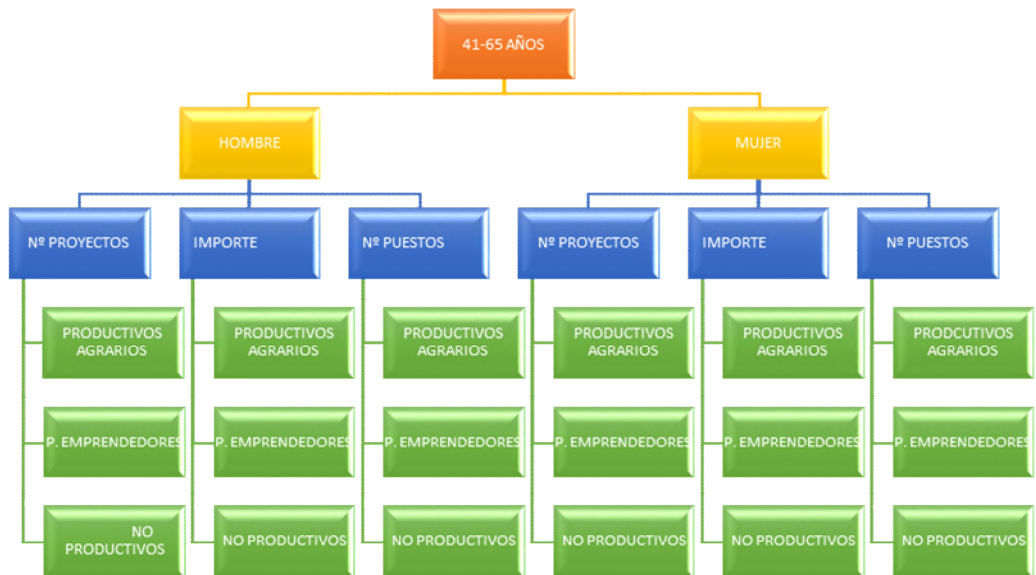 41-65 AÑOS
HOMBRE
MUJER
Nº PROYECTOS
IMPORTE
Nº PUESTOS
Nº PROYECTOS
IMPORTE
Nº PUESTOS
PRODUCTIVOS
AGRARIOS
PRODUCTIVOS
AGRARIOS
PRODUCTIVOS
AGRARIOS
PRODUCTIVOS
AGRARIOS
PRODUCTIVOS
AGRARIOS
PRODCUTIVOS
AGRARIOS
P. EMPRENDEDORES
P. EMPRENDEDORES
P. EMPRENDEDORES
P. EMPRENDEDORES
P. EMPRENDEDORES
P. EMPRENDEDORES
NO
PRODUCTIVOS
NO PRODUCTIVOS
NO PRODUCTIVOS
NO PRODUCTIVOS
NO PRODUCTIVOS
NO PRODUCTIVOS